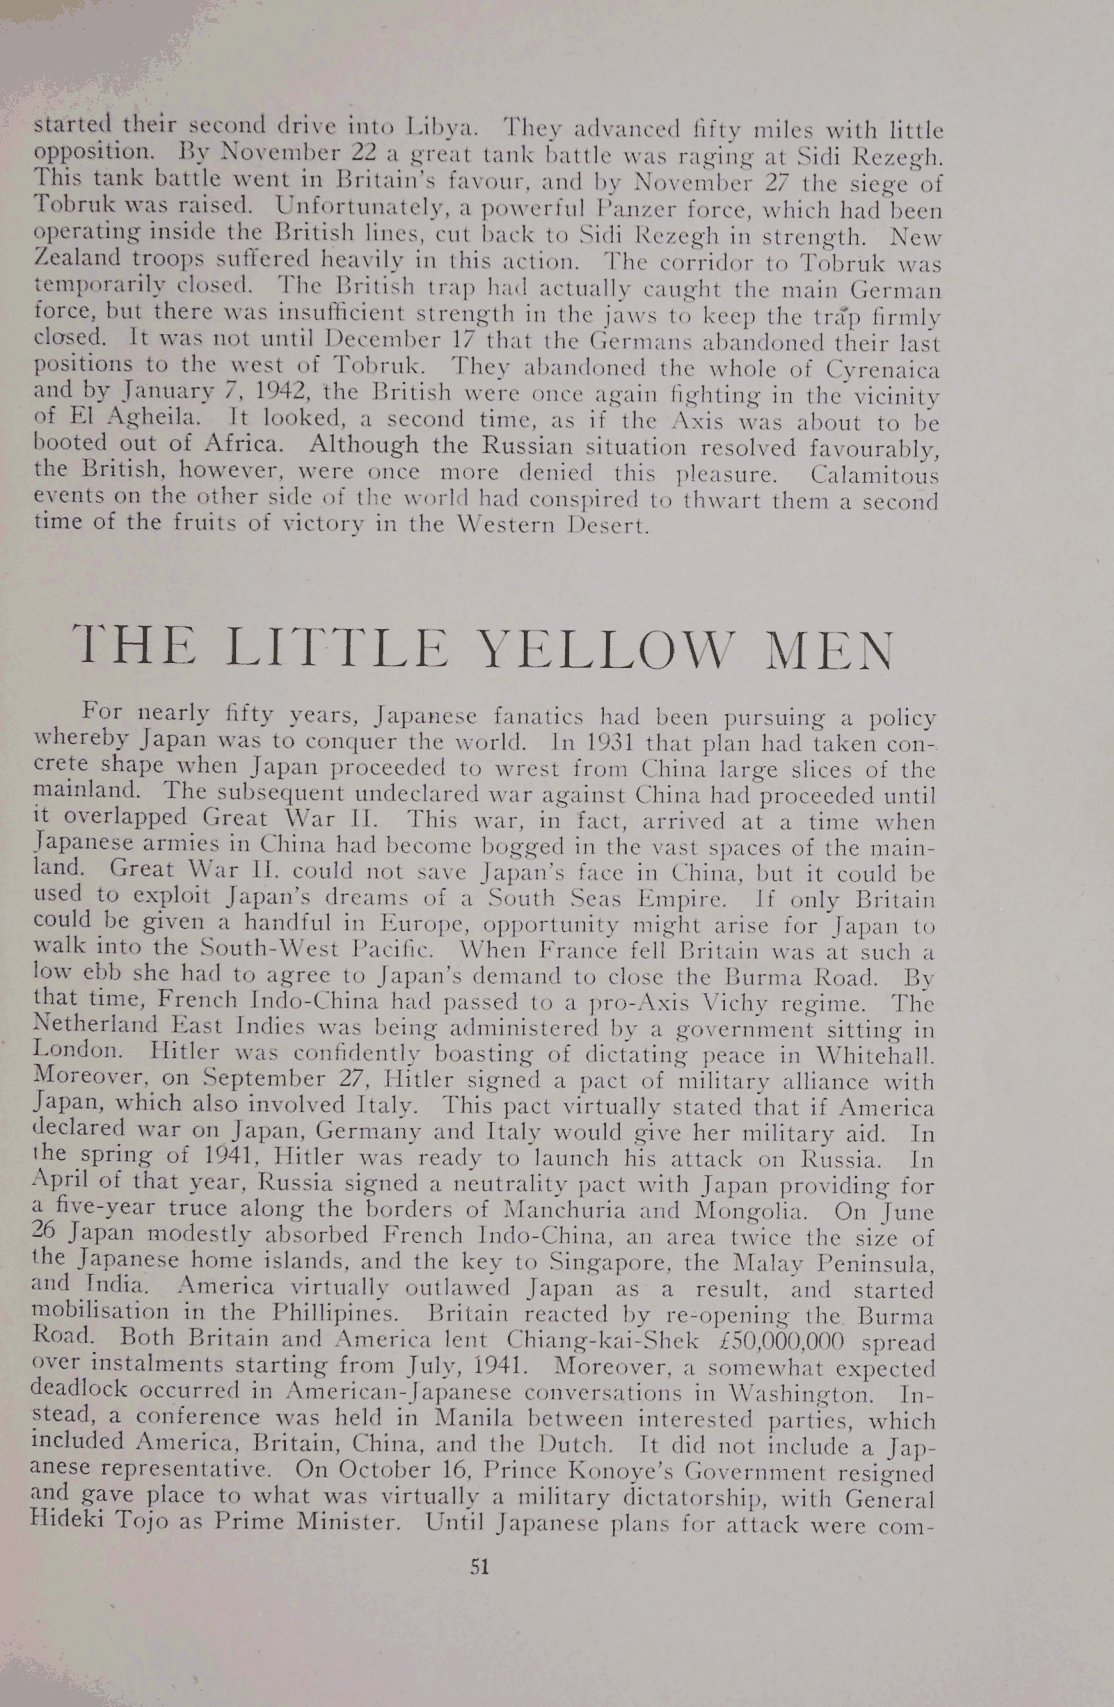 started their second drive into Libya. They advanced fifty miles with little
opposition. By November 22 a great tank battle was raging at Sidi Rezegh.
This tank battle went in Britain's favour, and by November 27 the siege of
Tobruk was raised. Unfortunately, a powerful Panzer force, which had been
operating inside the British lines, cut back to Sidi Rezegh in strength. New
Zealand troops suffered heavily in this action. The corridor to Tobruk was
temporarily closed. The British trap had actually caught the main German
force, but there was insufficient strength in the jaws to keep the trap firmly
closed. It was not until December 17 that the Germans abandoned their last
positions to the west of Tobruk. They abandoned the whole of Cyrenaica
and by January 7, 1942, the British were once again fighting in the vicinity
of El Agheila. It looked, a second time, as if the Axis was about to be
booted out of Africa. Although the Russian situation resolved favourably,
the British, however, were once more denied this pleasure. Calamitous
events on the other side of the world had conspired to thwart them a second
time of the fruits of victory in the Western Desert.
THE LITTLE YELLOW MEN
For nearly fifty years, Japanese fanatics had been pursuing a policy
whereby Japan was to conquer the world. In 1931 that plan had taken con-
crete shape when Japan proceeded to wrest from China large slices of the
mainland. The subsequent undeclared war against China had proceeded until
it overlapped Great War II. This war, in fact, arrived at a time when
Japanese armies in China had become bogged in the vast spaces of the main-
land. Great War II. could not save Japan's face in China, but it could be
used to exploit Japan's dreams of a South Seas Empire. If only Britain
could be given a handful in Europe, opportunity might arise for Japan to
walk into the South-West Pacific. When France fell Britain was at such a
low ebb she had to agree to Japan's demand to close the Burma Road. By
that time, French Indo-China had passed to a pro-Axis Vichy regime. The
Netherland East Indies was being administered by a government sitting in
London. Hitler was confidently boasting of dictating peace in Whitehall.
Moreover, on September 27, Hitler signed a pact of military alliance with
Japan, which also involved Italy. This pact virtually stated that if America
declared war on Japan, Germany and Italy would give her military aid. In
the spring of 1941, Hitler was ready to launch his attack on Russia. In
April of that year, Russia signed a neutrality pact with Japan providing for
a five-year truce along the borders of Manchuria and Mongolia. On June
26 Japan modestly absorbed French Indo-China, an area twice the size of
the Japanese home islands, and the key to Singapore, the Malay Peninsula,
and India. America virtually outlawed Japan as a result, and started
mobilisation in the Phillipines. Britain reacted by re-opening the Burma
Road. Both Britain and America lent Chiang-kai-Shek £50,000,000 spread
over instalments starting from July, 1941. Moreover, a somewhat expected
deadlock occurred in American-Japanese conversations in Washington. In-
stead, a conference was held in Manila between interested parties, which
included America, Britain, China, and the Dutch. It did not include a Jap-
anese representative. On October 16, Prince Konoye's Government resigned
and gave place to what was virtually a military dictatorship, with General
Hideki Tojo as Prime Minister. Until Japanese plans for attack were com-
51